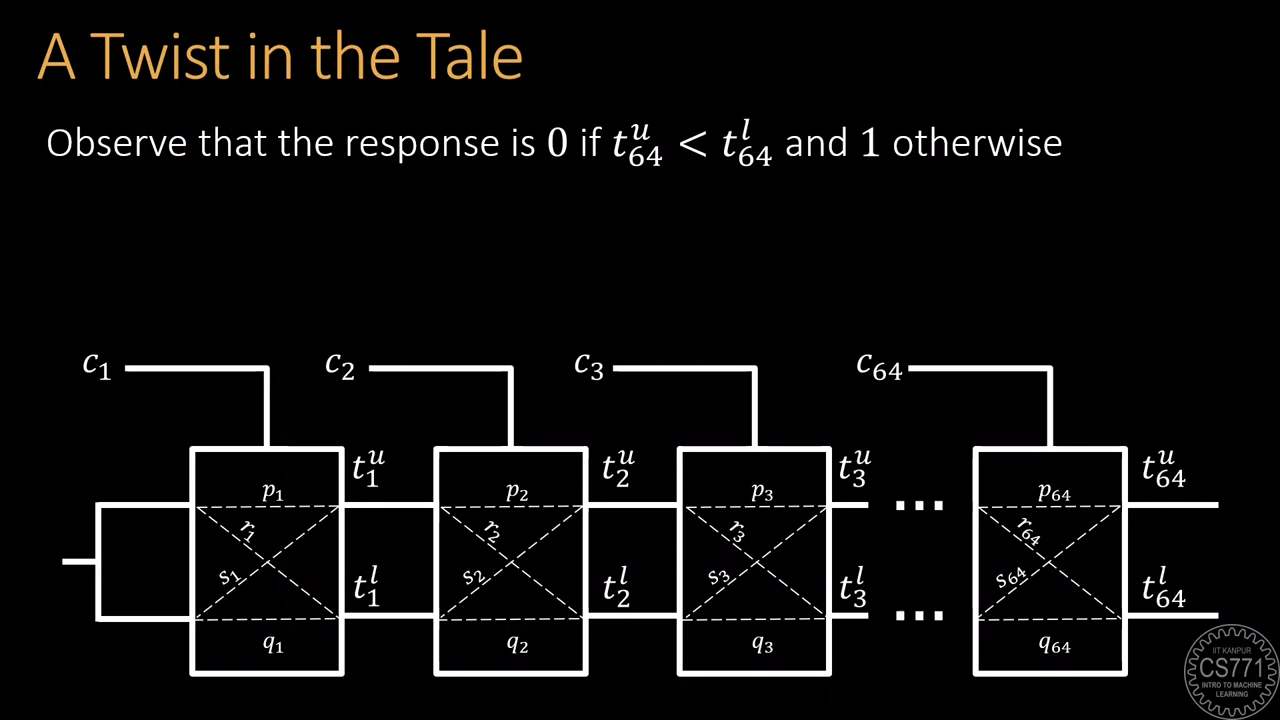 A Twist in the Tale
Observe that the response is 0 if t₆₄ᵘ < t₆₄ˡ and 1 otherwise
c₁ c₂ c₃ c₆₄
t₁ᵘ t₂ᵘ t₃ᵘ t₆₄ᵘ
p₁ p₂ p₃ p₆₄
...
r₁ r₂ r₃ r₆₄
s₁ s₂ s₃ s₆₄
t₁ˡ t₂ˡ t₃ˡ t₆₄ˡ
...
q₁ q₂ q₃ q₆₄
IIT KANPUR
CS771
INTRO TO MACHINE
LEARNING